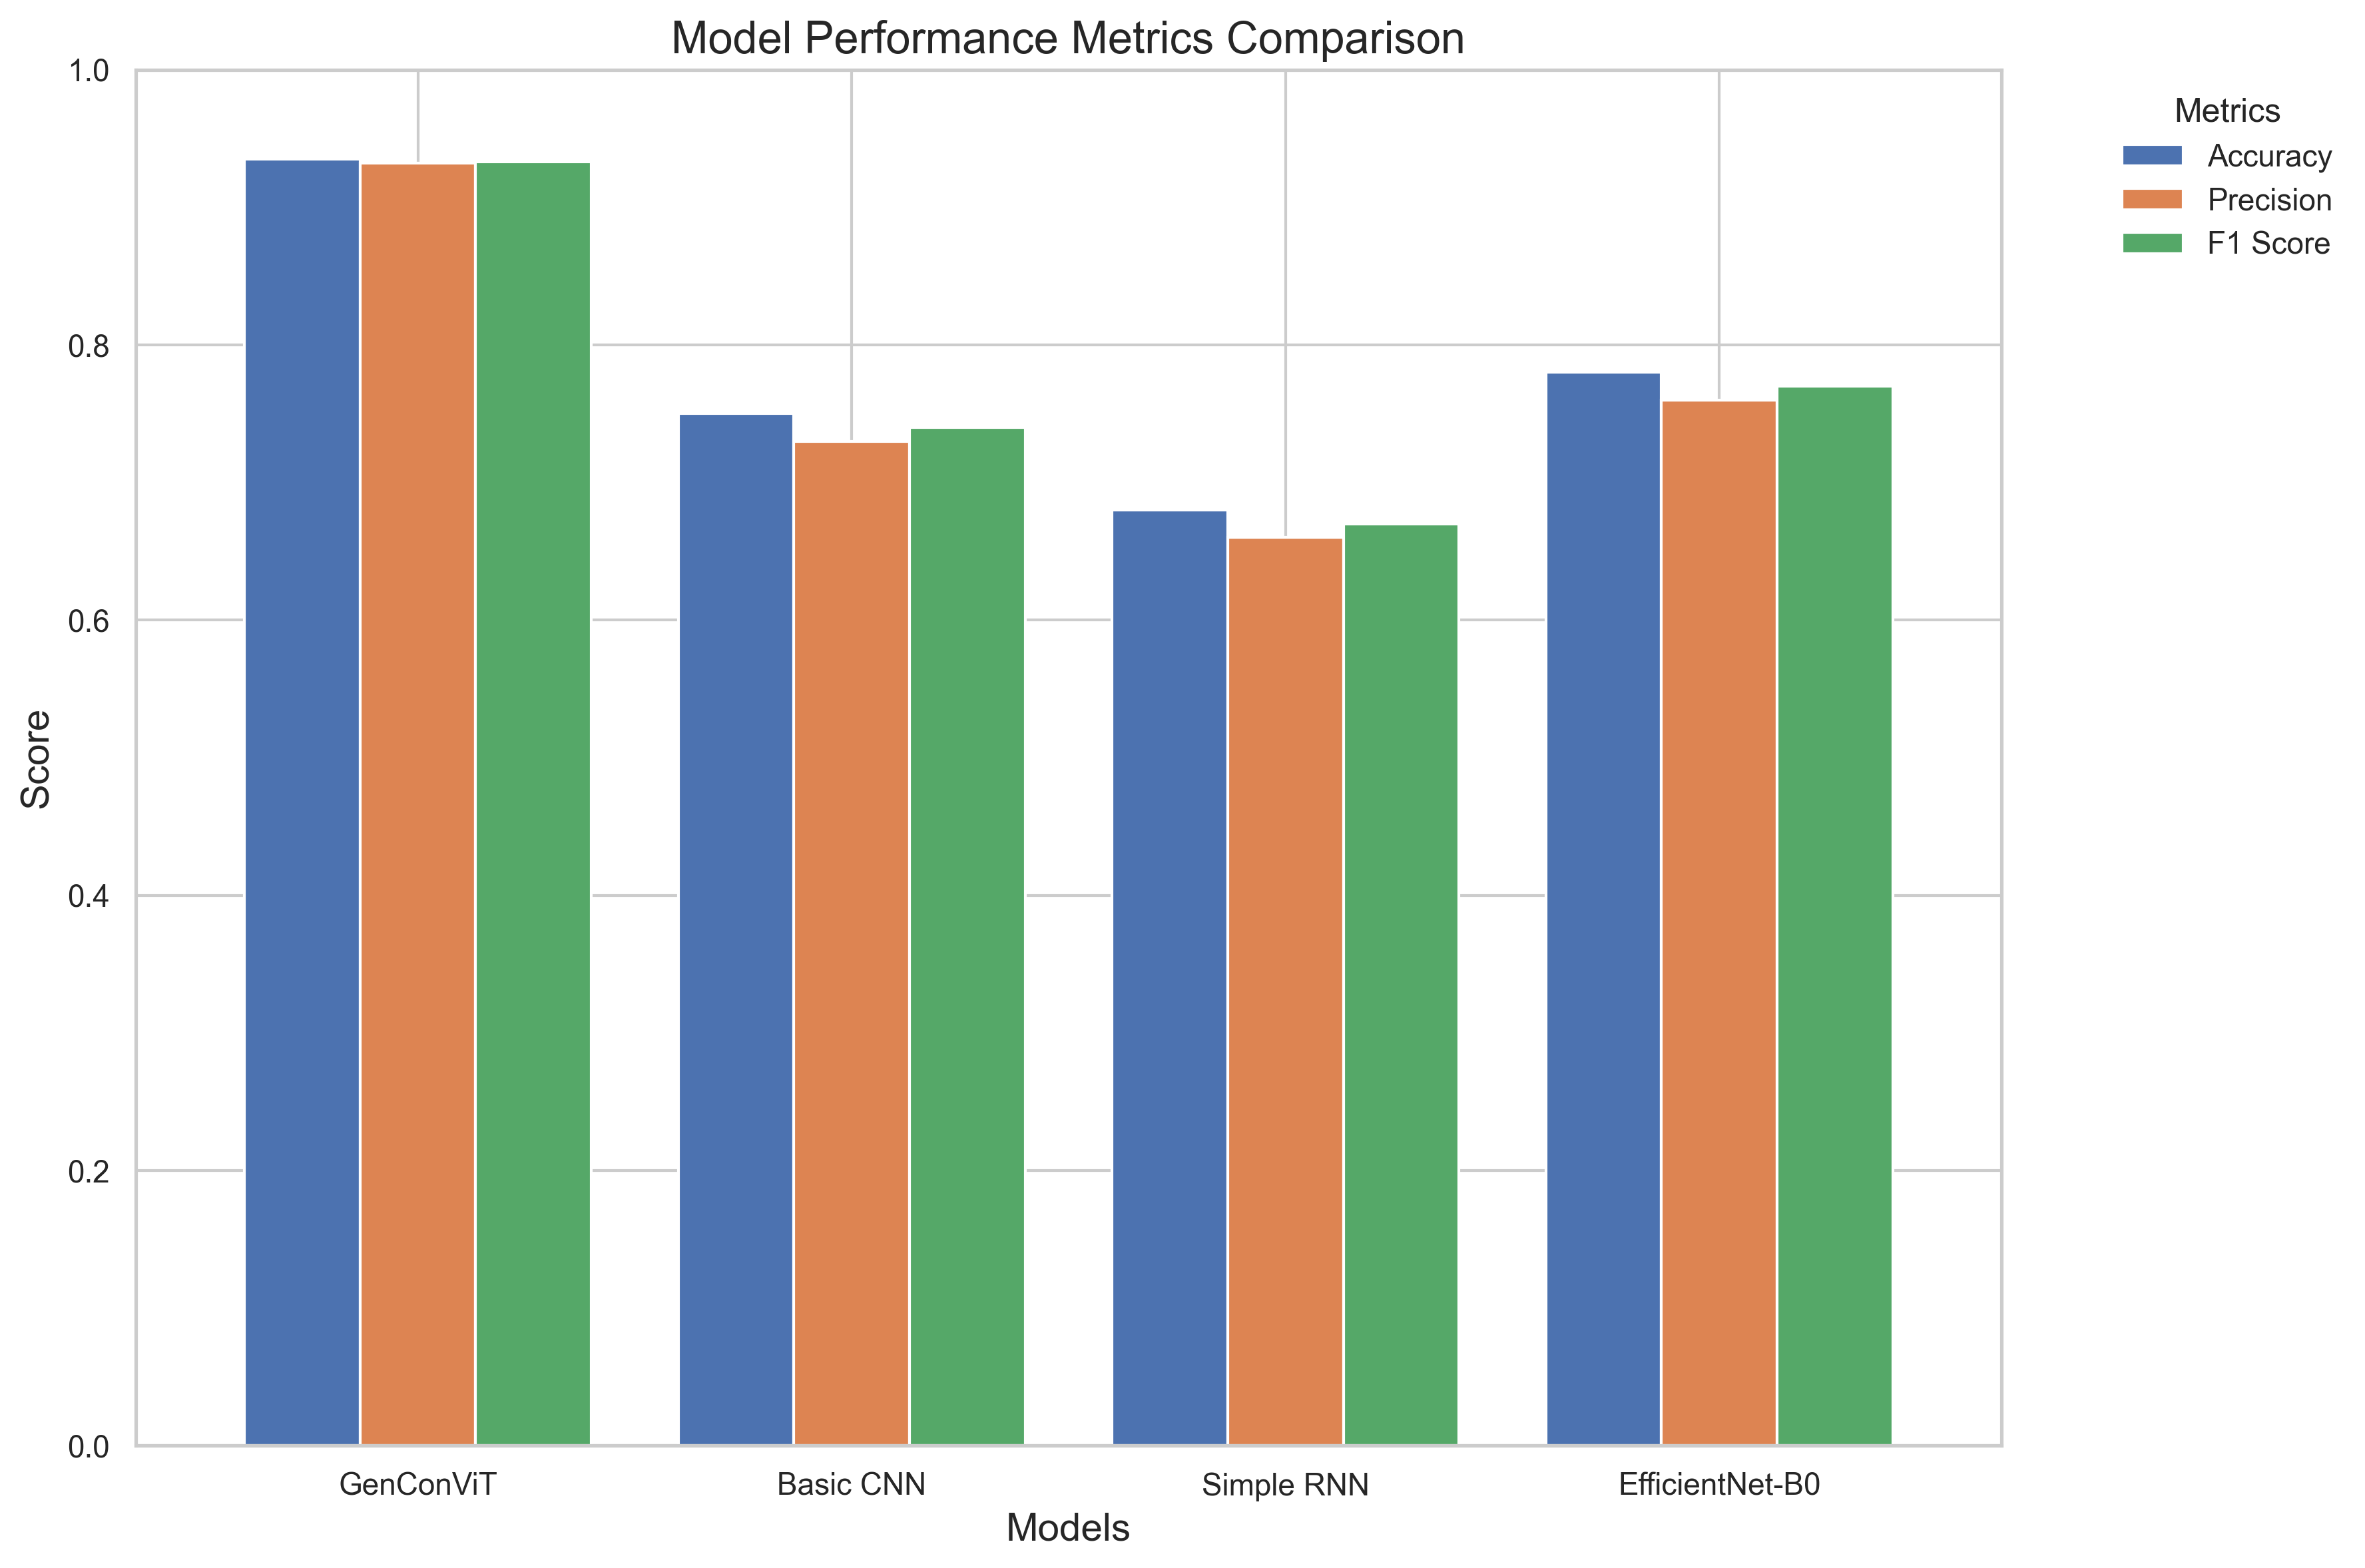 Model Performance Metrics Comparison
Metrics
Accuracy
Precision
F1 Score
Score
1.0
0.8
0.6
0.4
0.2
0.0
GenConViT
Basic CNN
Simple RNN
EfficientNet-B0
Models